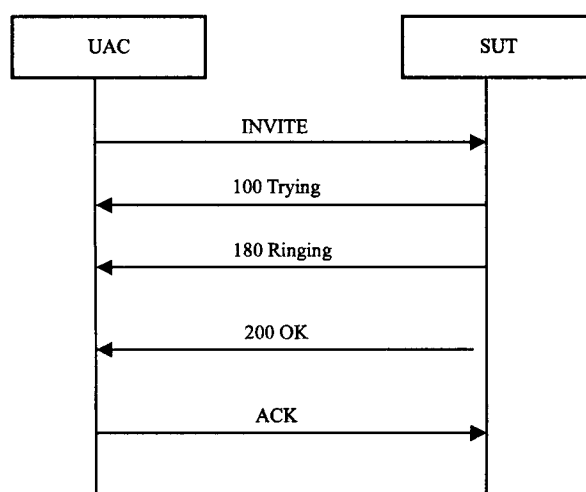 UAC
SUT
INVITE
100 Trying
180 Ringing
200 OK
ACK